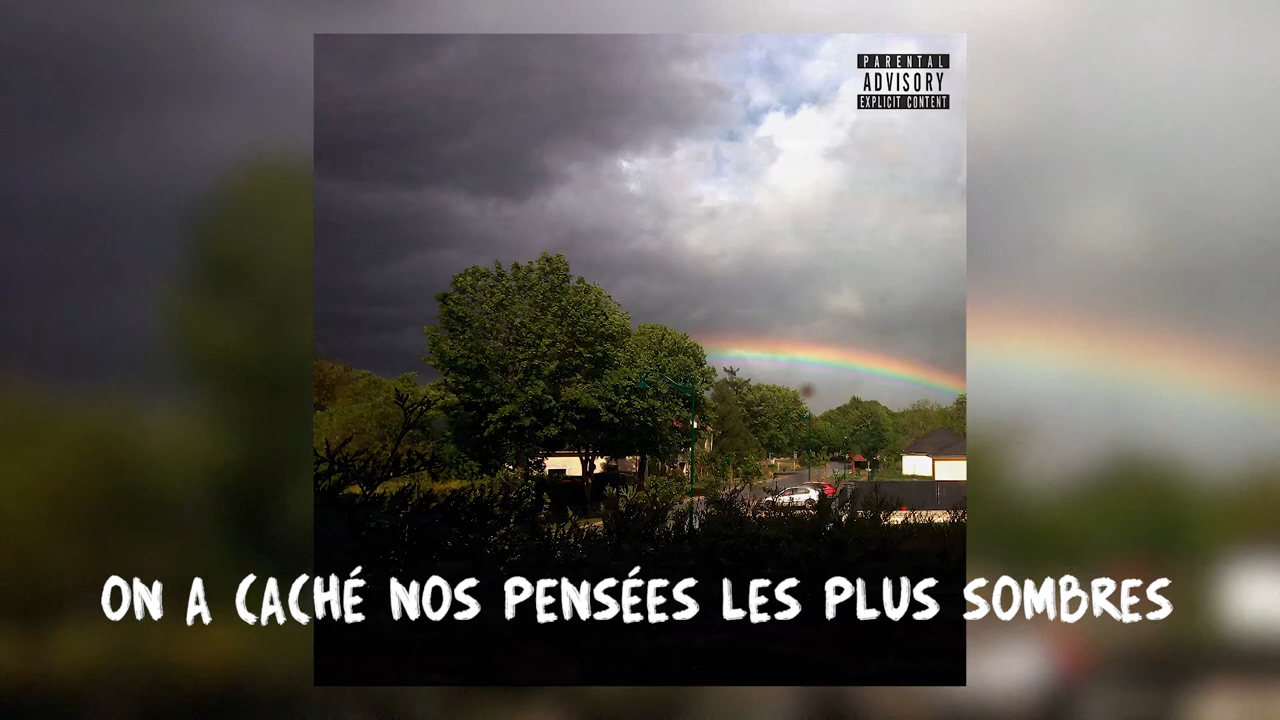 PARENTAL
ADVISORY
EXPLICIT CONTENT
ON A CACHÉ NOS PENSÉES LES PLUS SOMBRES